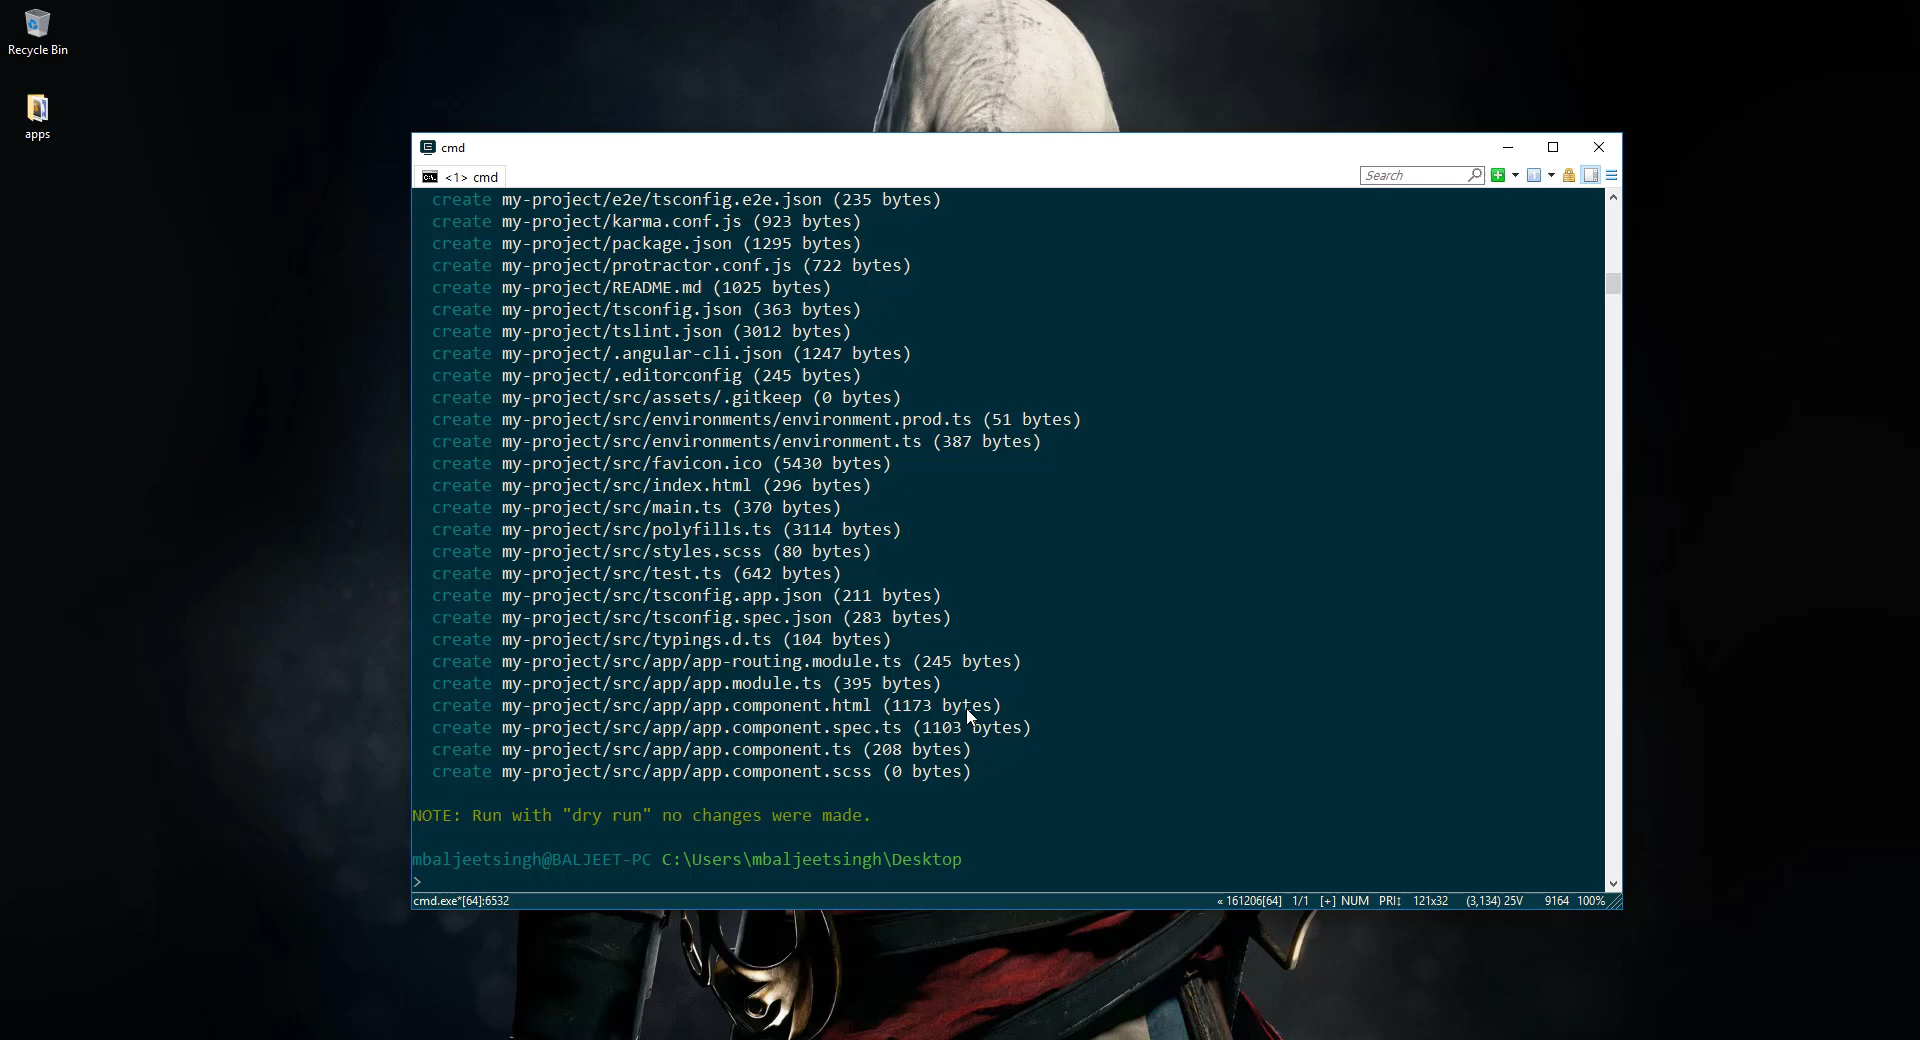 Recycle Bin
apps
cmd
<1> cmd
Search
create my-project/e2e/tsconfig.e2e.json (235 bytes)
create my-project/karma.conf.js (923 bytes)
create my-project/package.json (1295 bytes)
create my-project/protractor.conf.js (722 bytes)
create my-project/README.md (1025 bytes)
create my-project/tsconfig.json (363 bytes)
create my-project/tslint.json (3012 bytes)
create my-project/.angular-cli.json (1247 bytes)
create my-project/.editorconfig (245 bytes)
create my-project/src/assets/.gitkeep (0 bytes)
create my-project/src/environments/environment.prod.ts (51 bytes)
create my-project/src/environments/environment.ts (387 bytes)
create my-project/src/favicon.ico (5430 bytes)
create my-project/src/index.html (296 bytes)
create my-project/src/main.ts (370 bytes)
create my-project/src/polyfills.ts (3114 bytes)
create my-project/src/styles.scss (80 bytes)
create my-project/src/test.ts (642 bytes)
create my-project/src/tsconfig.app.json (211 bytes)
create my-project/src/tsconfig.spec.json (283 bytes)
create my-project/src/typings.d.ts (104 bytes)
create my-project/src/app/app-routing.module.ts (245 bytes)
create my-project/src/app/app.module.ts (395 bytes)
create my-project/src/app/app.component.html (1173 bytes)
create my-project/src/app/app.component.spec.ts (1103 bytes)
create my-project/src/app/app.component.ts (208 bytes)
create my-project/src/app/app.component.scss (0 bytes)
NOTE: Run with "dry run" no changes were made.
mbaljeetsingh@BALJEET-PC C:\Users\mbaljeetsingh\Desktop
>
cmd.exe*[64]:6532 « 161206[64] 1/1 [+] NUM PRI↕ 121x32 (3,134) 25V 9164 100%